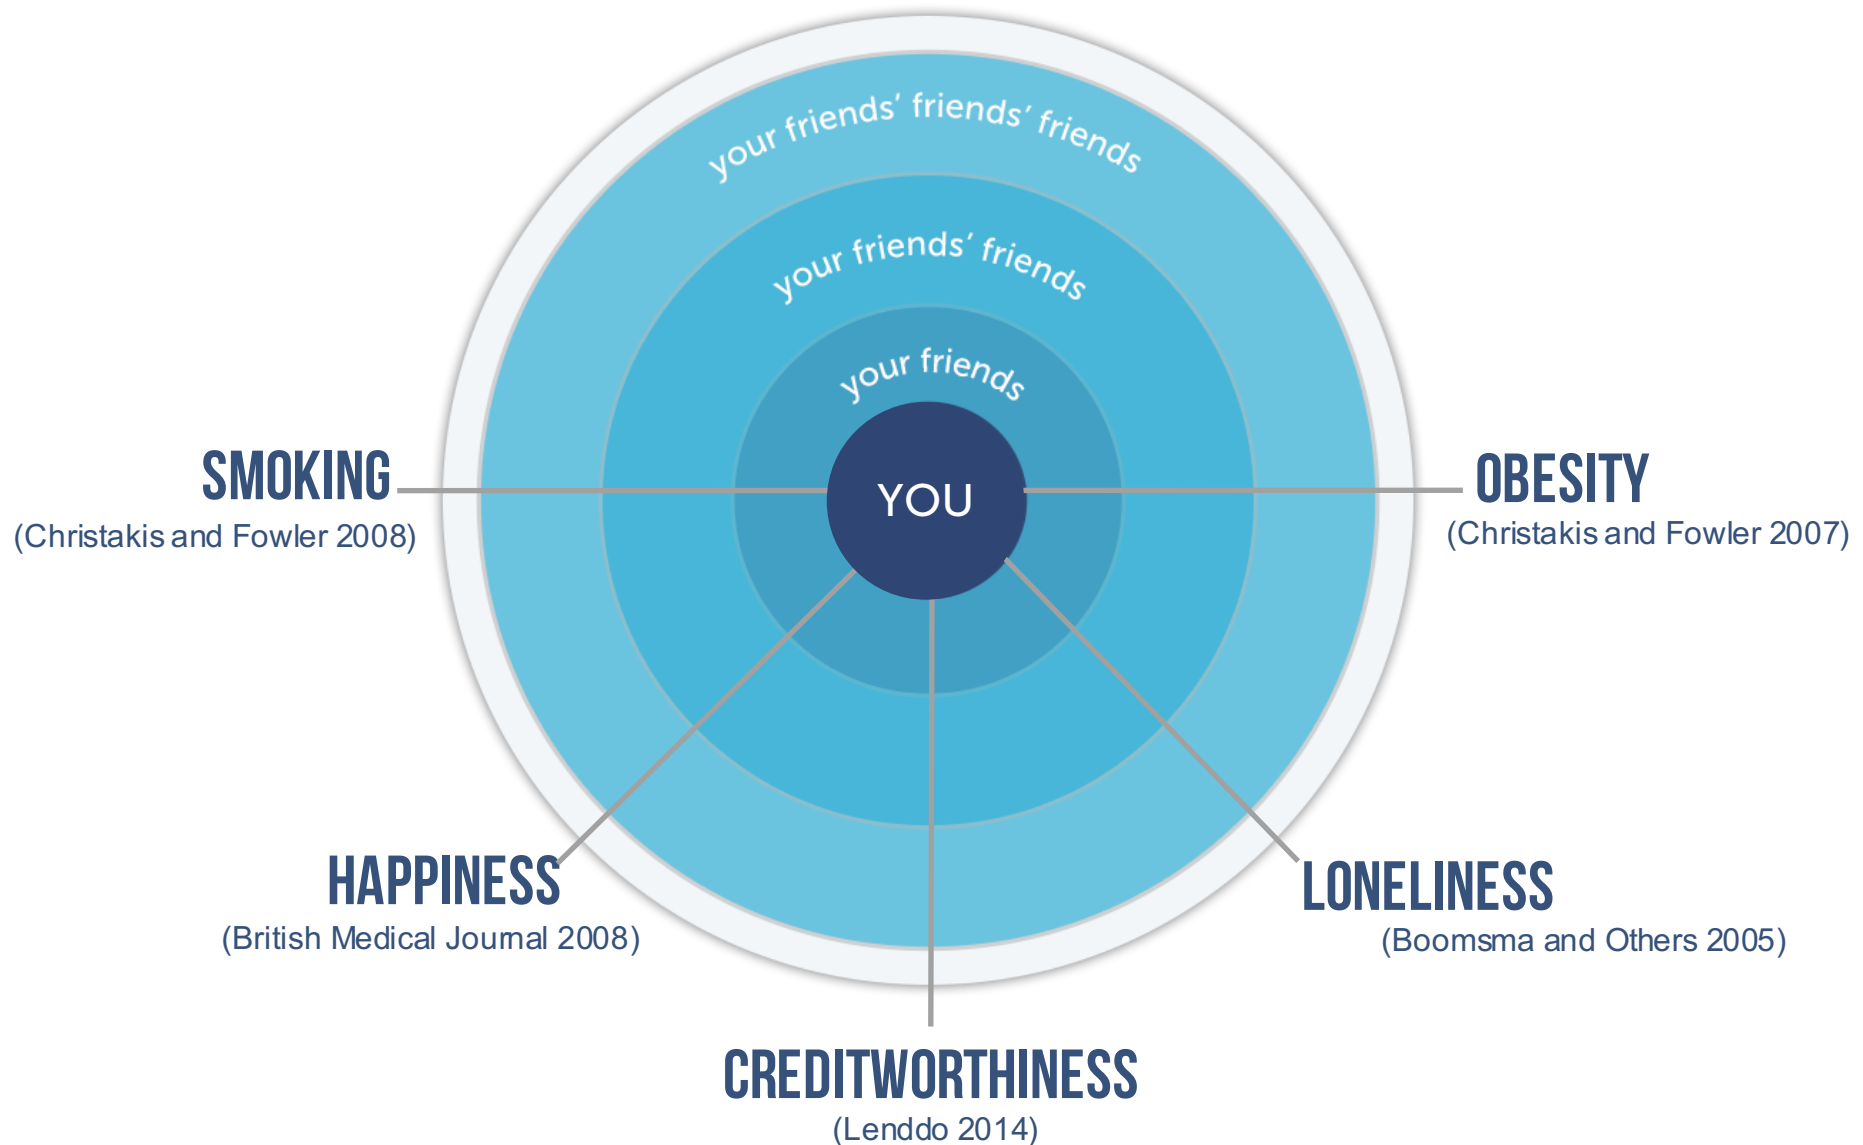 your friends’ friends’ friends
your friends’ friends
your friends
YOU
SMOKING
(Christakis and Fowler 2008)
OBESITY
(Christakis and Fowler 2007)
HAPPINESS
(British Medical Journal 2008)
LONELINESS
(Boomsma and Others 2005)
CREDITWORTHINESS
(Lenddo 2014)